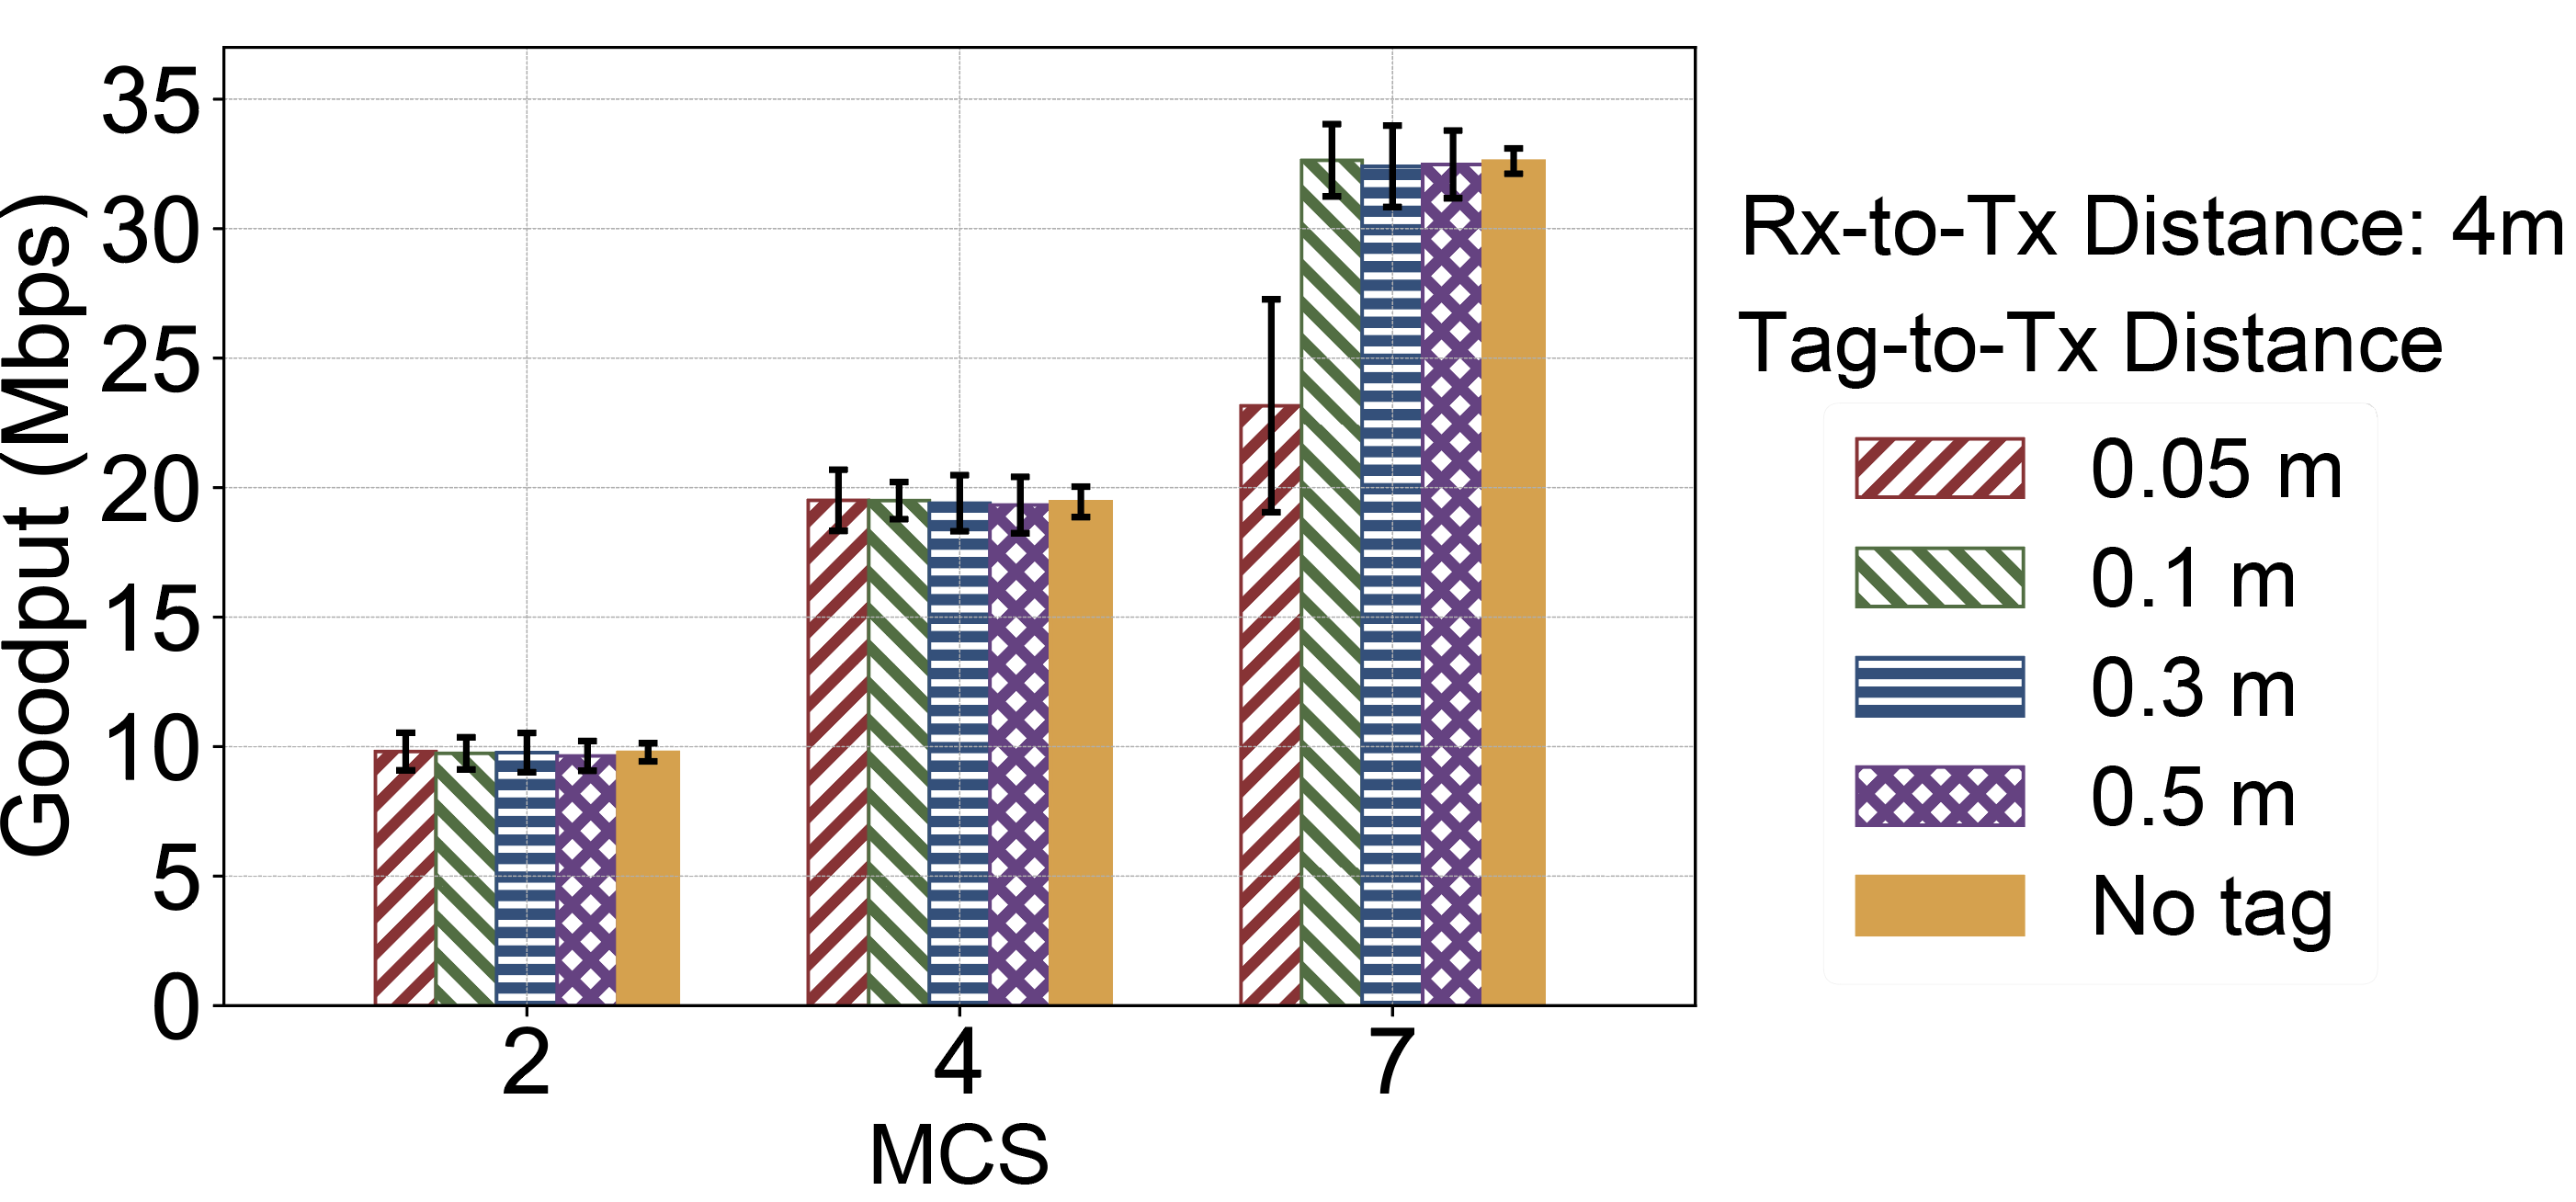 Goodput (Mbps)
35
30
25
20
15
10
5
0
2
4
7
MCS
Rx-to-Tx Distance: 4m
Tag-to-Tx Distance
0.05 m
0.1 m
0.3 m
0.5 m
No tag